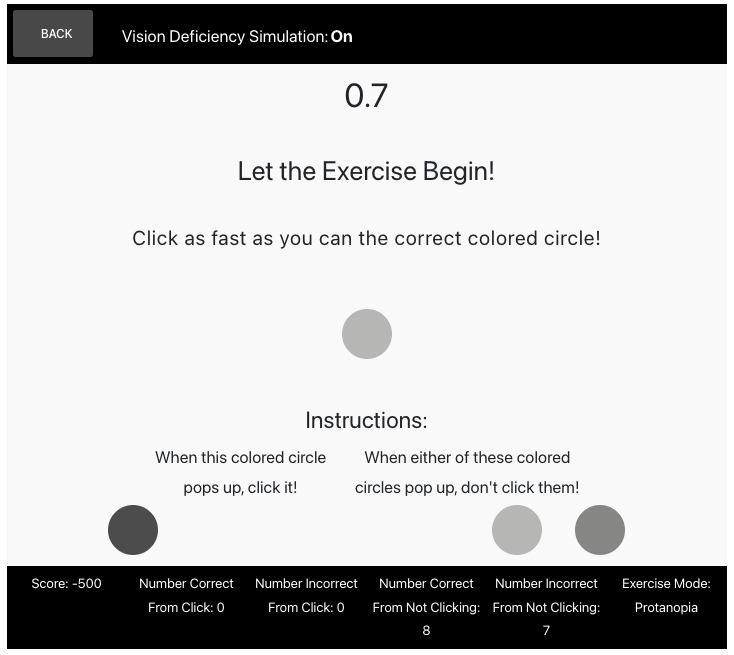 BACK
Vision Deficiency Simulation: On
0.7
Let the Exercise Begin!
Click as fast as you can the correct colored circle!
Instructions:
When this colored circle
pops up, click it!
When either of these colored
circles pop up, don't click them!
Score: -500
Number Correct
From Click: 0
Number Incorrect
From Click: 0
Number Correct
From Not Clicking:
8
Number Incorrect
From Not Clicking:
7
Exercise Mode:
Protanopia